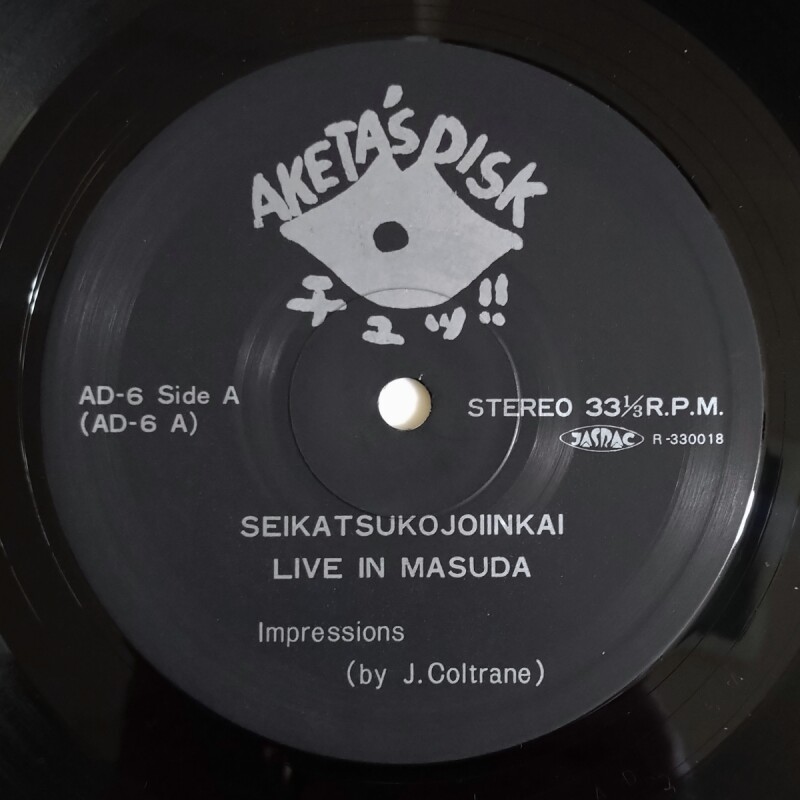 AKETA'S DISK
チュッ!!
AD-6 Side A
(AD-6 A)
STEREO 33⅓R.P.M.
JASRAC R-330018
SEIKATSUKOJOIINKAI
LIVE IN MASUDA
Impressions
(by J.Coltrane)